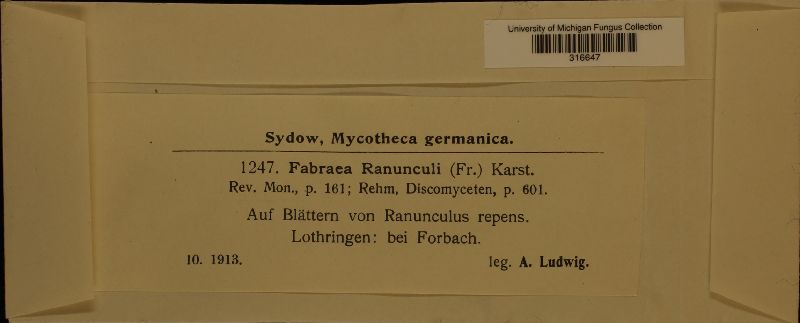 University of Michigan Fungus Collection
316647
Sydow, Mycotheca germanica.
1247. Fabraea Ranunculi (Fr.) Karst.
Rev. Mon., p. 161; Rehm, Discomyceten, p. 601.
Auf Blättern von Ranunculus repens.
Lothringen: bei Forbach.
10. 1913. leg. A. Ludwig.